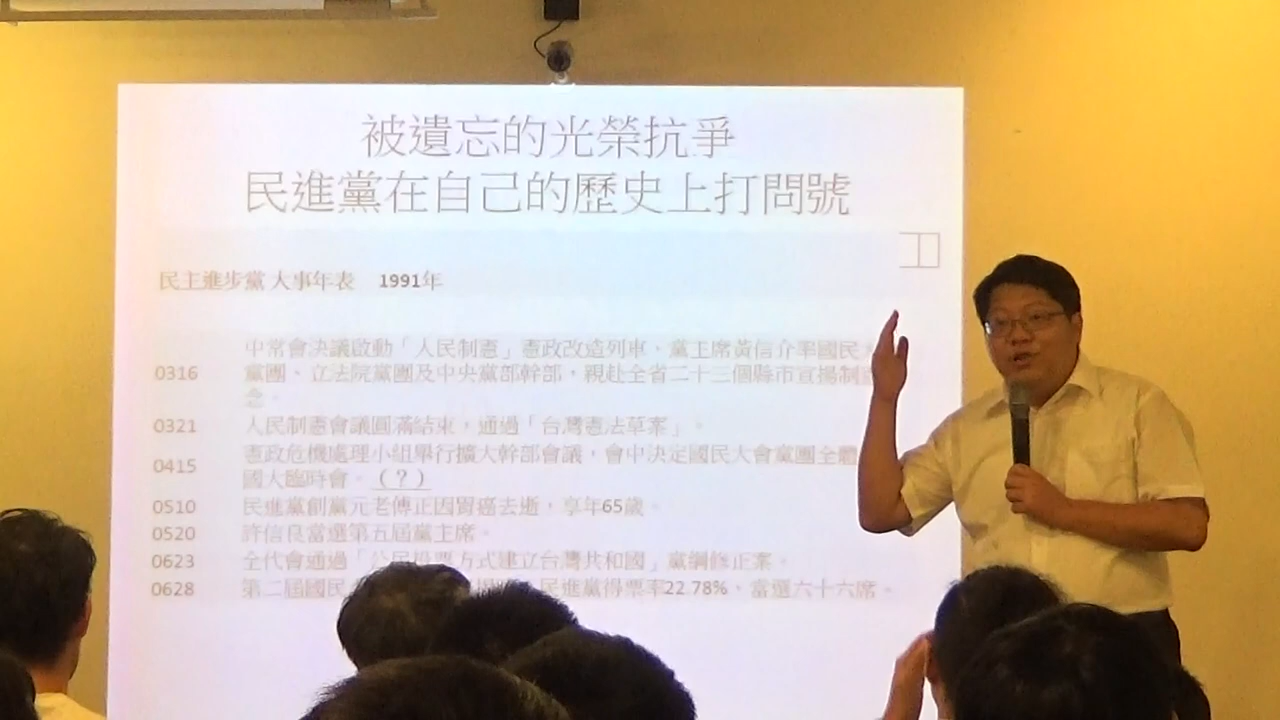 被遺忘的光榮抗爭
民進黨在自己的歷史上打問號
民主進步黨 大事年表 1991年
中常會決議啟動「人民制憲」憲政改造列車、黨主席黃信介率國民
0316 黨團、立法院黨團及中央黨部幹部,親赴全省二十三個縣市宣揚制
念。
0321 人民制憲會議圓滿結束,通過「台灣憲法草案」。
憲政危機處理小組舉行擴大幹部會議,會中決定國民大會黨團全體
0415 國大臨時會。(?)
0510 民進黨創黨元老傅正因胃癌去逝,享年65歲。
0520 許信良當選第五屆黨主席。
0623 全代會通過「公民投票方式建立台灣共和國」黨綱修正案。
0628 第二屆國民 民進黨得票率22.78%、當選六十六席。